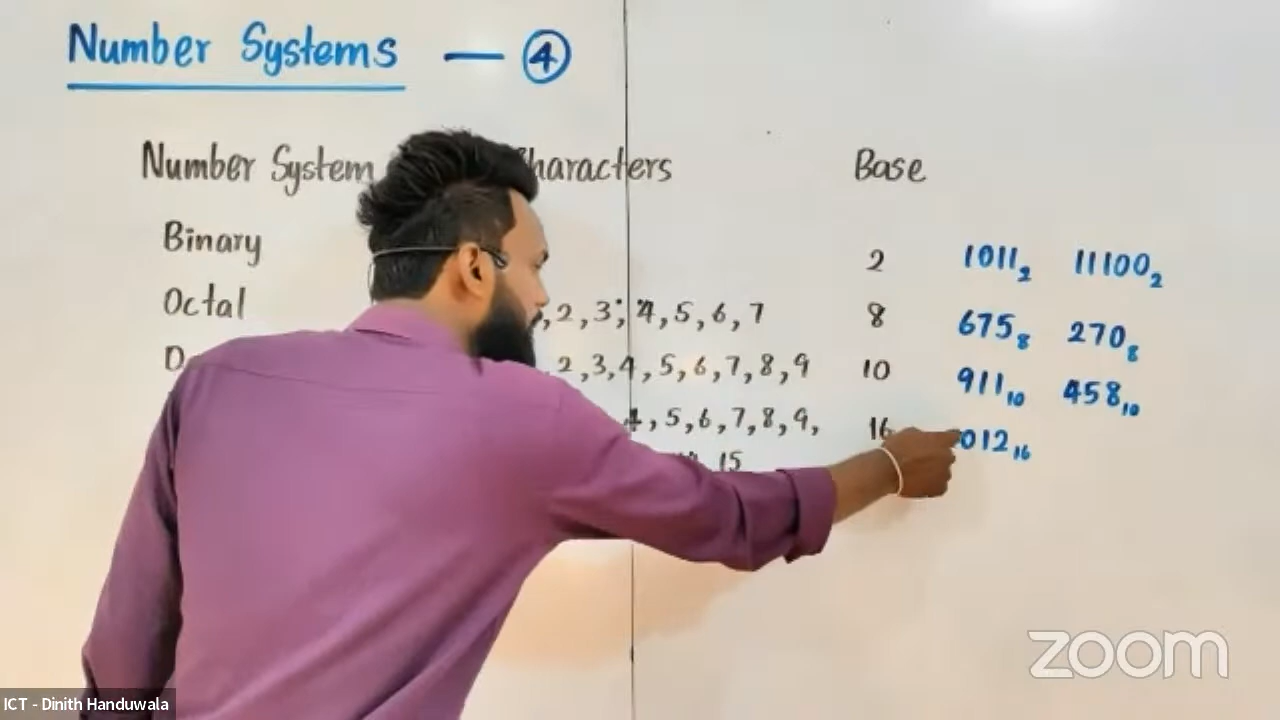 Number Systems — ④
Number System Characters Base
Binary 2 1011₂ 11100₂
Octal ,2,3,4,5,6,7 8 675₈ 270₈
D 2,3,4,5,6,7,8,9 10 911₁₀ 458₁₀
4,5,6,7,8,9, 16 012₁₆
15
zoom
ICT - Dinith Handuwala